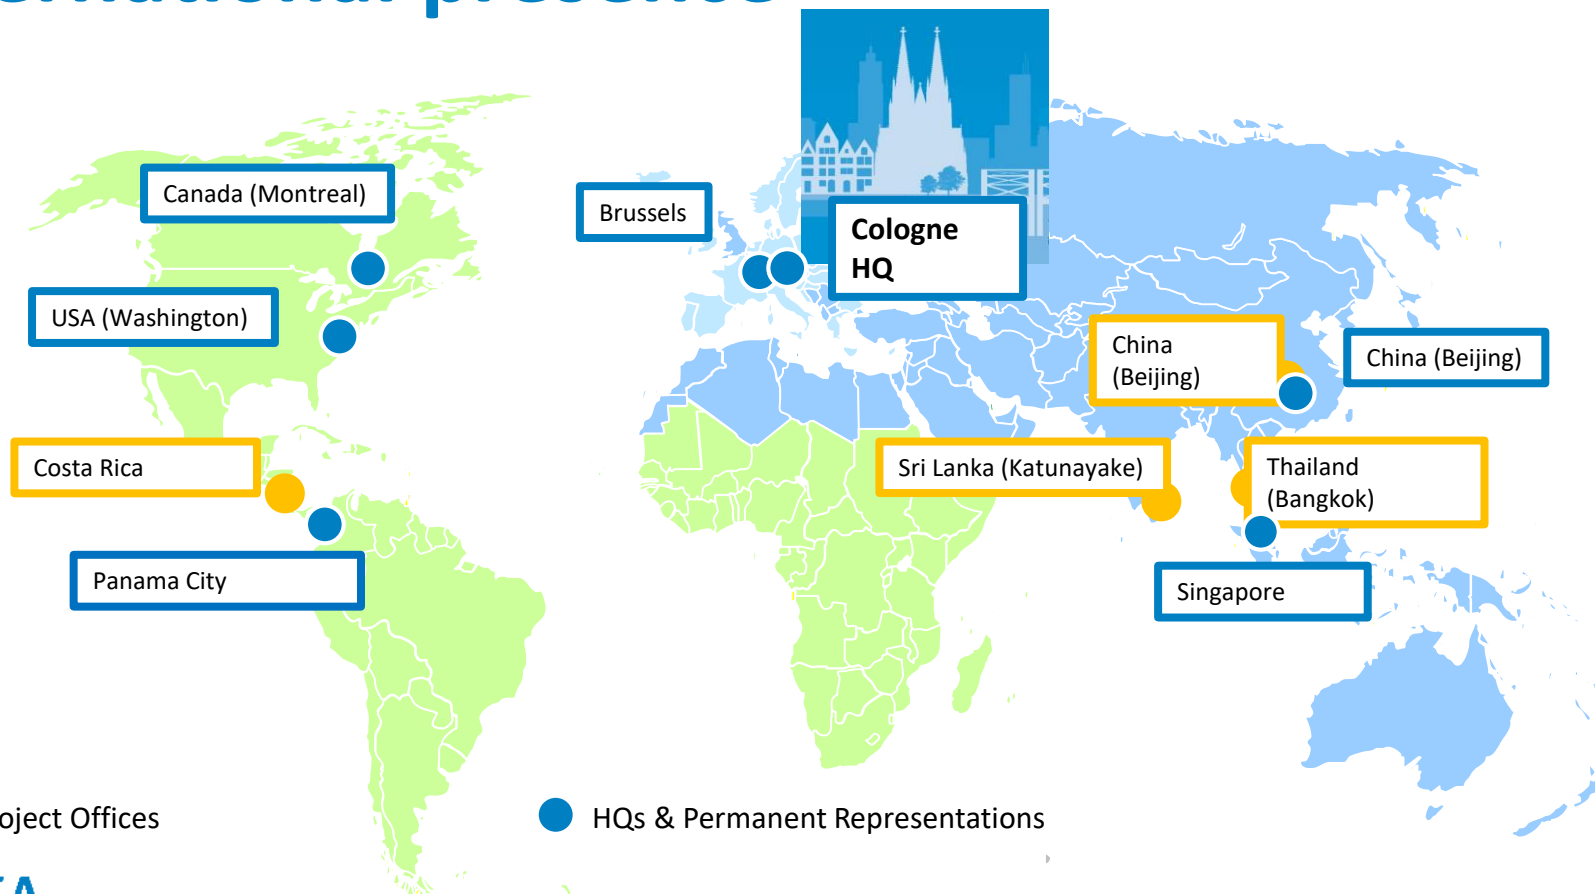 presence
Canada (Montreal)
Brussels
Cologne
HQ
USA (Washington)
China
(Beijing)
China (Beijing)
Costa Rica
Sri Lanka (Katunayake)
Thailand
(Bangkok)
Panama City
Singapore
Offices
HQs & Permanent Representations